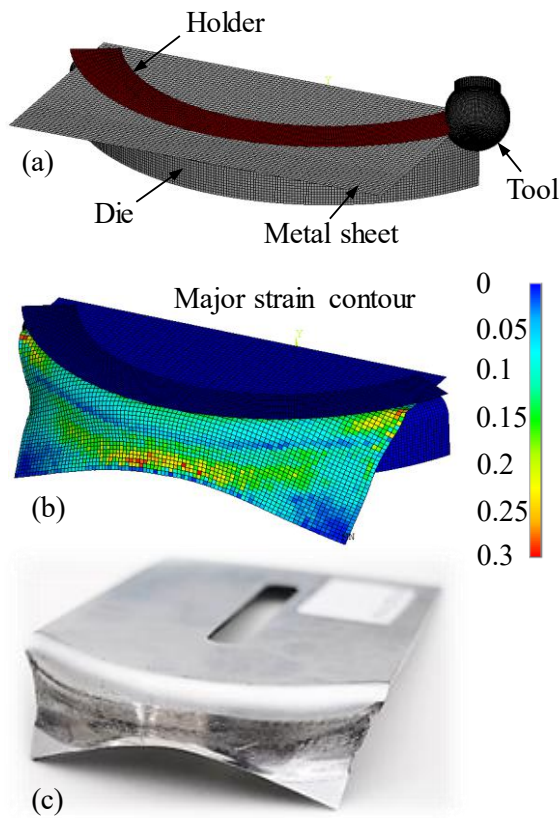 Holder
(a)
Tool
Die
Metal sheet
Major strain contour
0
0.05
0.1
0.15
0.2
0.25
0.3
(b)
(c)